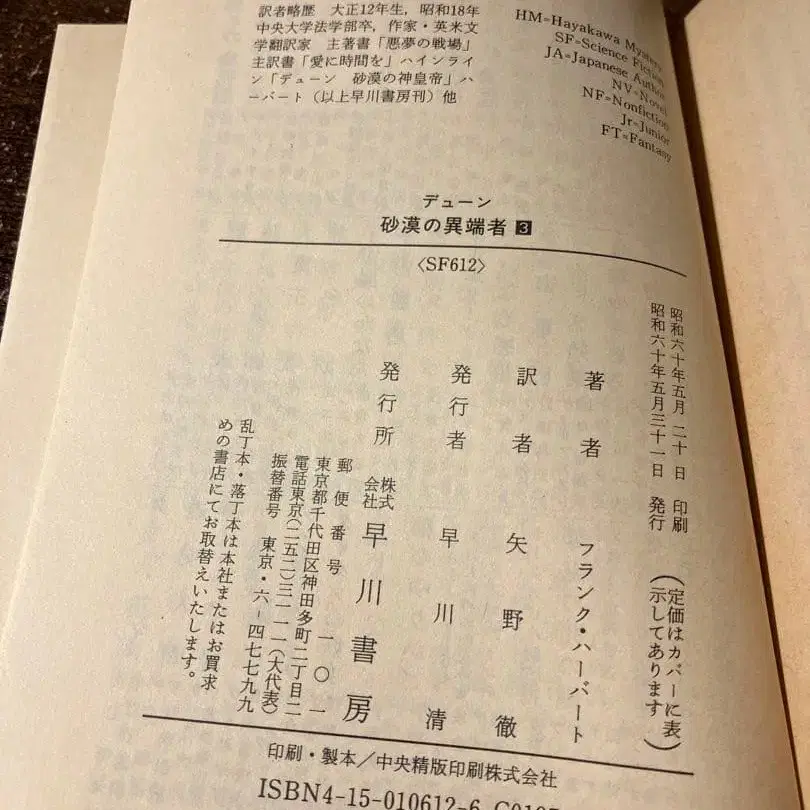 訳者略歴 大正12年生,昭和18年
中央大学法学部卒,作家・英米文
学翻訳家 主著書「悪夢の戦場」
主訳書「愛に時間を」ハインライ
ン「デューン 砂漠の神皇帝」ハ
ーバート(以上早川書房刊)他
HM=Hayakawa Mystery
SF=Science Fiction
JA=Japanese Author
NV=Novel
NF=Nonfiction
Jr=Junior
FT=Fantasy
デューン
砂漠の異端者 3
〈SF612〉
昭和六十年五月二十日 印刷
昭和六十年五月三十一日 発行
(定価はカバーに表
示してあります)
著者 フランク・ハーバート
訳者 矢野徹
発行者 早川清
発行所 株式会社 早川書房
郵便番号 一〇一
東京都千代田区神田多町二丁目二
電話東京(二五二)三一一一(大代表)
振替番号 東京・六-四七七九九
乱丁本・落丁本は本社またはお買求
めの書店にてお取替えいたします。
印刷・製本/中央精版印刷株式会社
ISBN4-15-010612-6